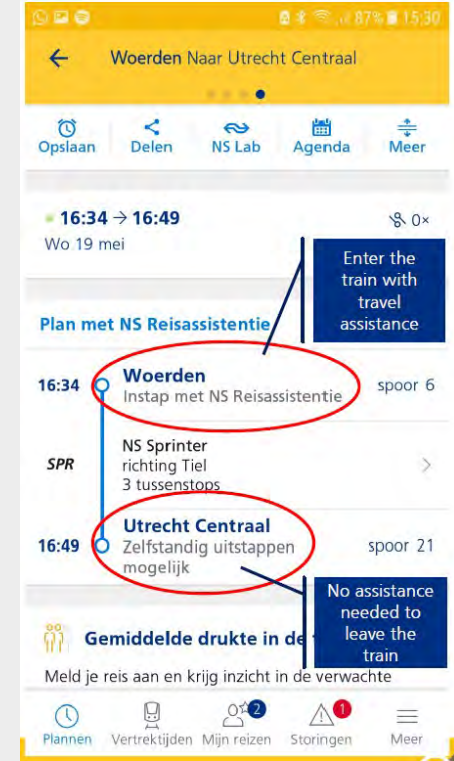 87% 15:30
Woerden Naar Utrecht Centraal
Opslaan Delen NS Lab Agenda Meer
16:34 → 16:49 0×
Wo 19 mei
Enter the
train with
travel
assistance
Plan met NS Reisassistentie
16:34 Woerden spoor 6
Instap met NS Reisassistentie
NS Sprinter
SPR richting Tiel
3 tussenstops
Utrecht Centraal
16:49 Zelfstandig uitstappen spoor 21
mogelijk
No assistance
needed to
leave the
train
Gemiddelde drukte in de
Meld je reis aan en krijg inzicht in de verwachte
2 1
Plannen Vertrektijden Mijn reizen Storingen Meer